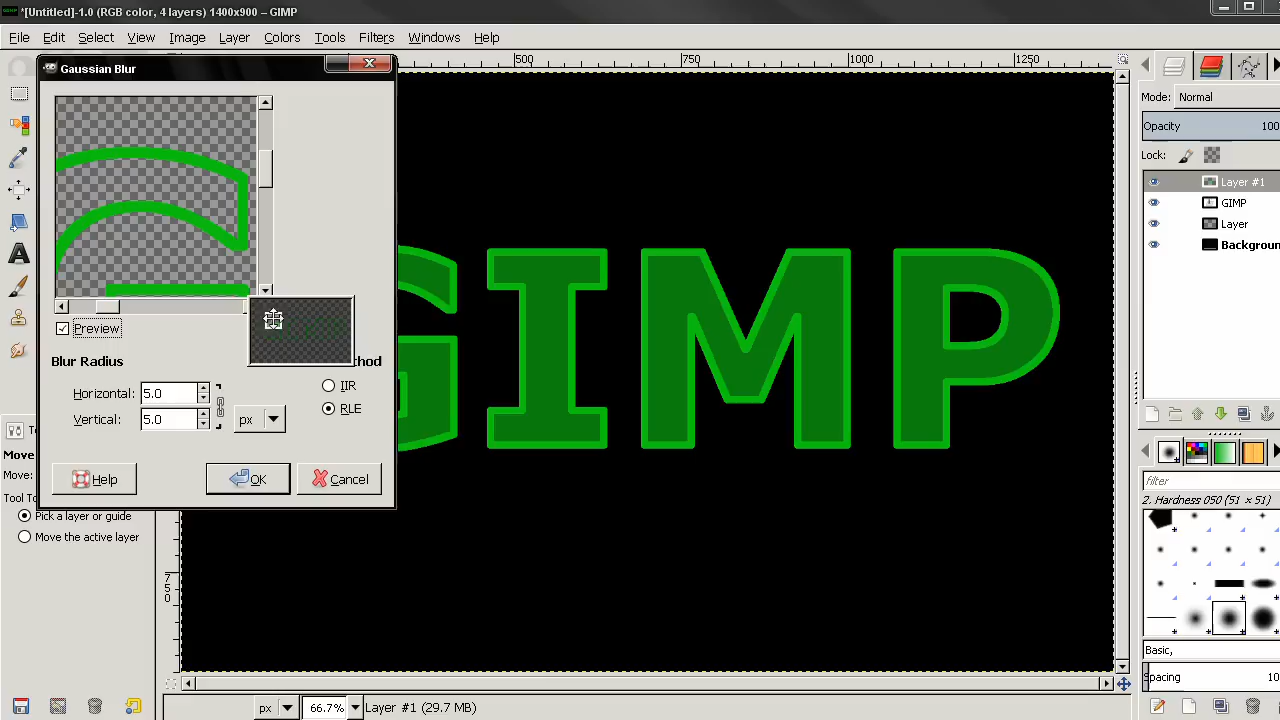 *[Untitled]-1.0 (RGB color, 4 layers) 1400x900 – GIMP
File Edit Select View Image Layer Colors Tools Filters Windows Help
Gaussian Blur
500 750 1000 1250
Mode: Normal
Opacity 100
Lock:
Layer #1
GIMP
Layer
Backgroun
GIMP
Preview
Blur Radius
thod
Horizontal: 5.0
IIR
Vertical: 5.0 px
RLE
Help OK Cancel
Move
Move:
Tool To
Pick a layer or guide
Move the active layer
750
filter
2. Hardness 050 (51 × 51)
Basic,
Spacing 10
px 66.7% Layer #1 (29.7 MB)